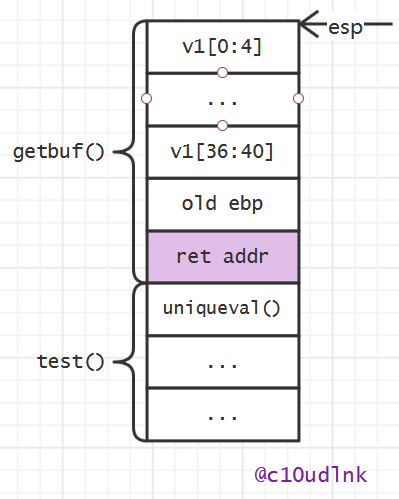 esp
v1[0:4]
...
getbuf()
v1[36:40]
old ebp
ret addr
uniqueval()
test()
...
...
@c10udlnk